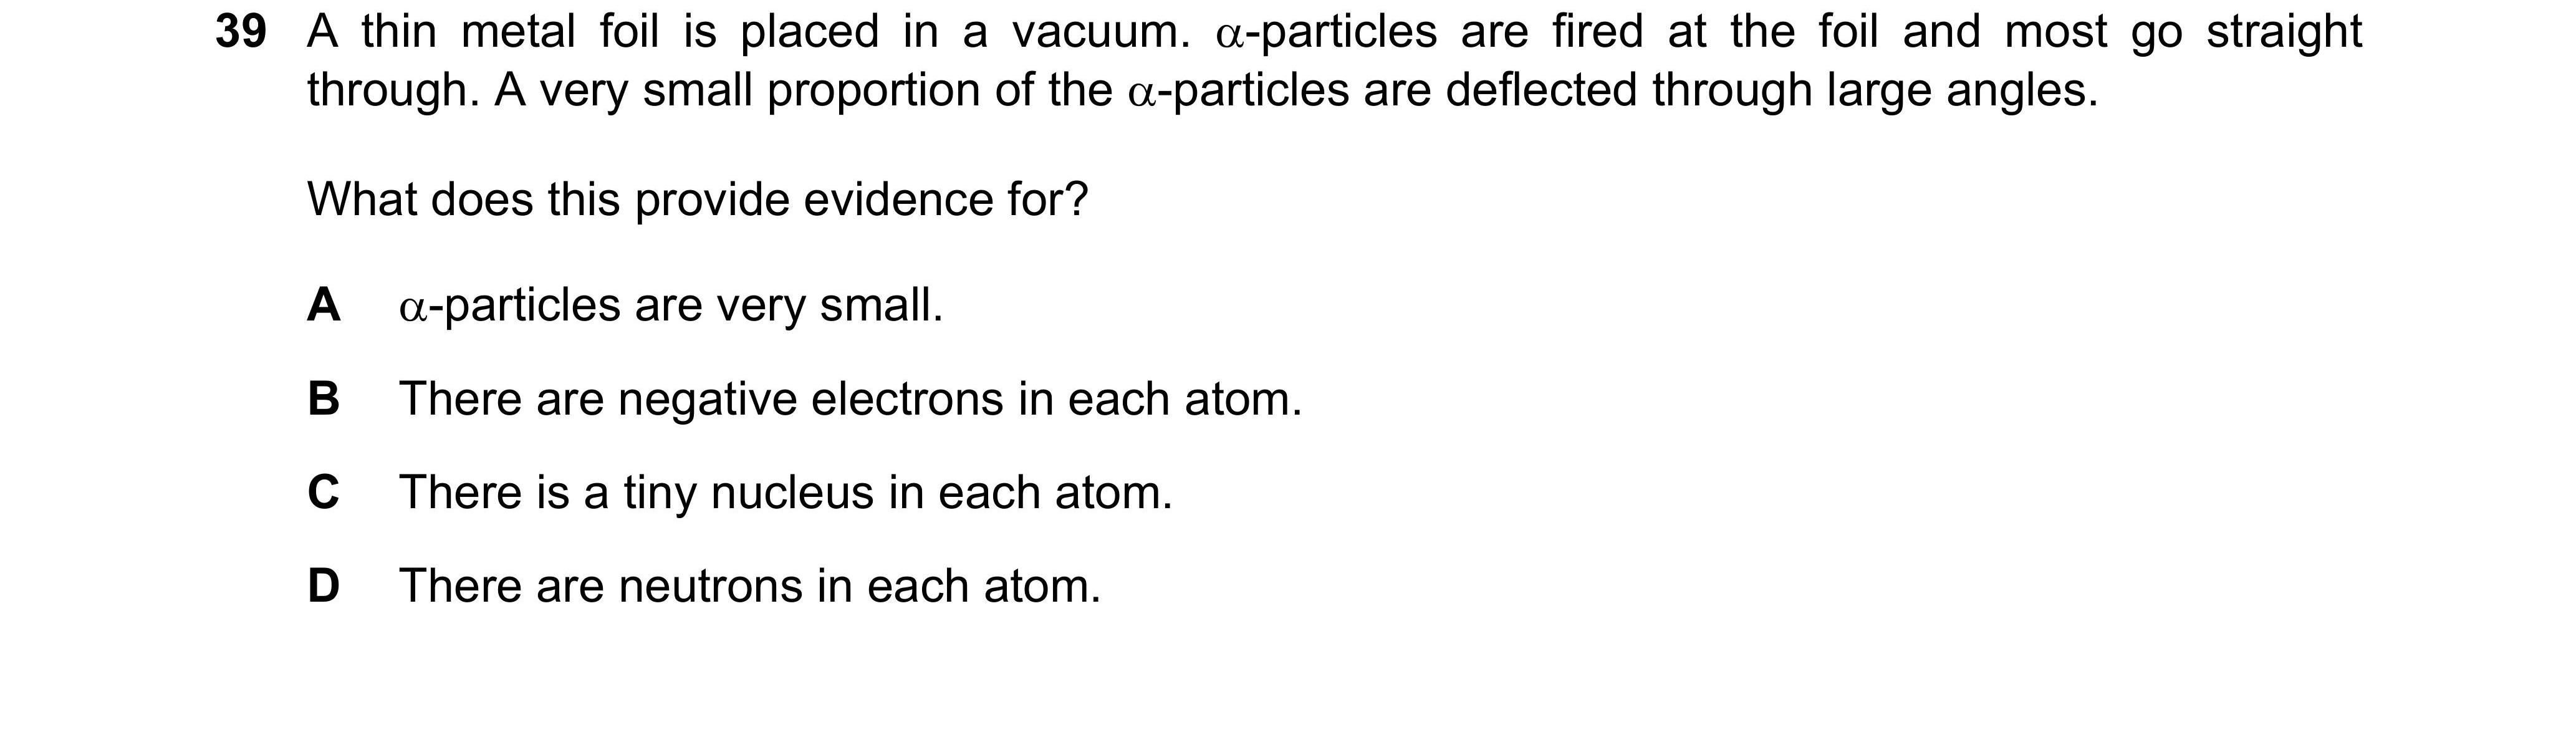 39 A thin metal foil is placed in a vacuum. α-particles are fired at the foil and most go straight
through. A very small proportion of the α-particles are deflected through large angles.
What does this provide evidence for?
A α-particles are very small.
B There are negative electrons in each atom.
C There is a tiny nucleus in each atom.
D There are neutrons in each atom.